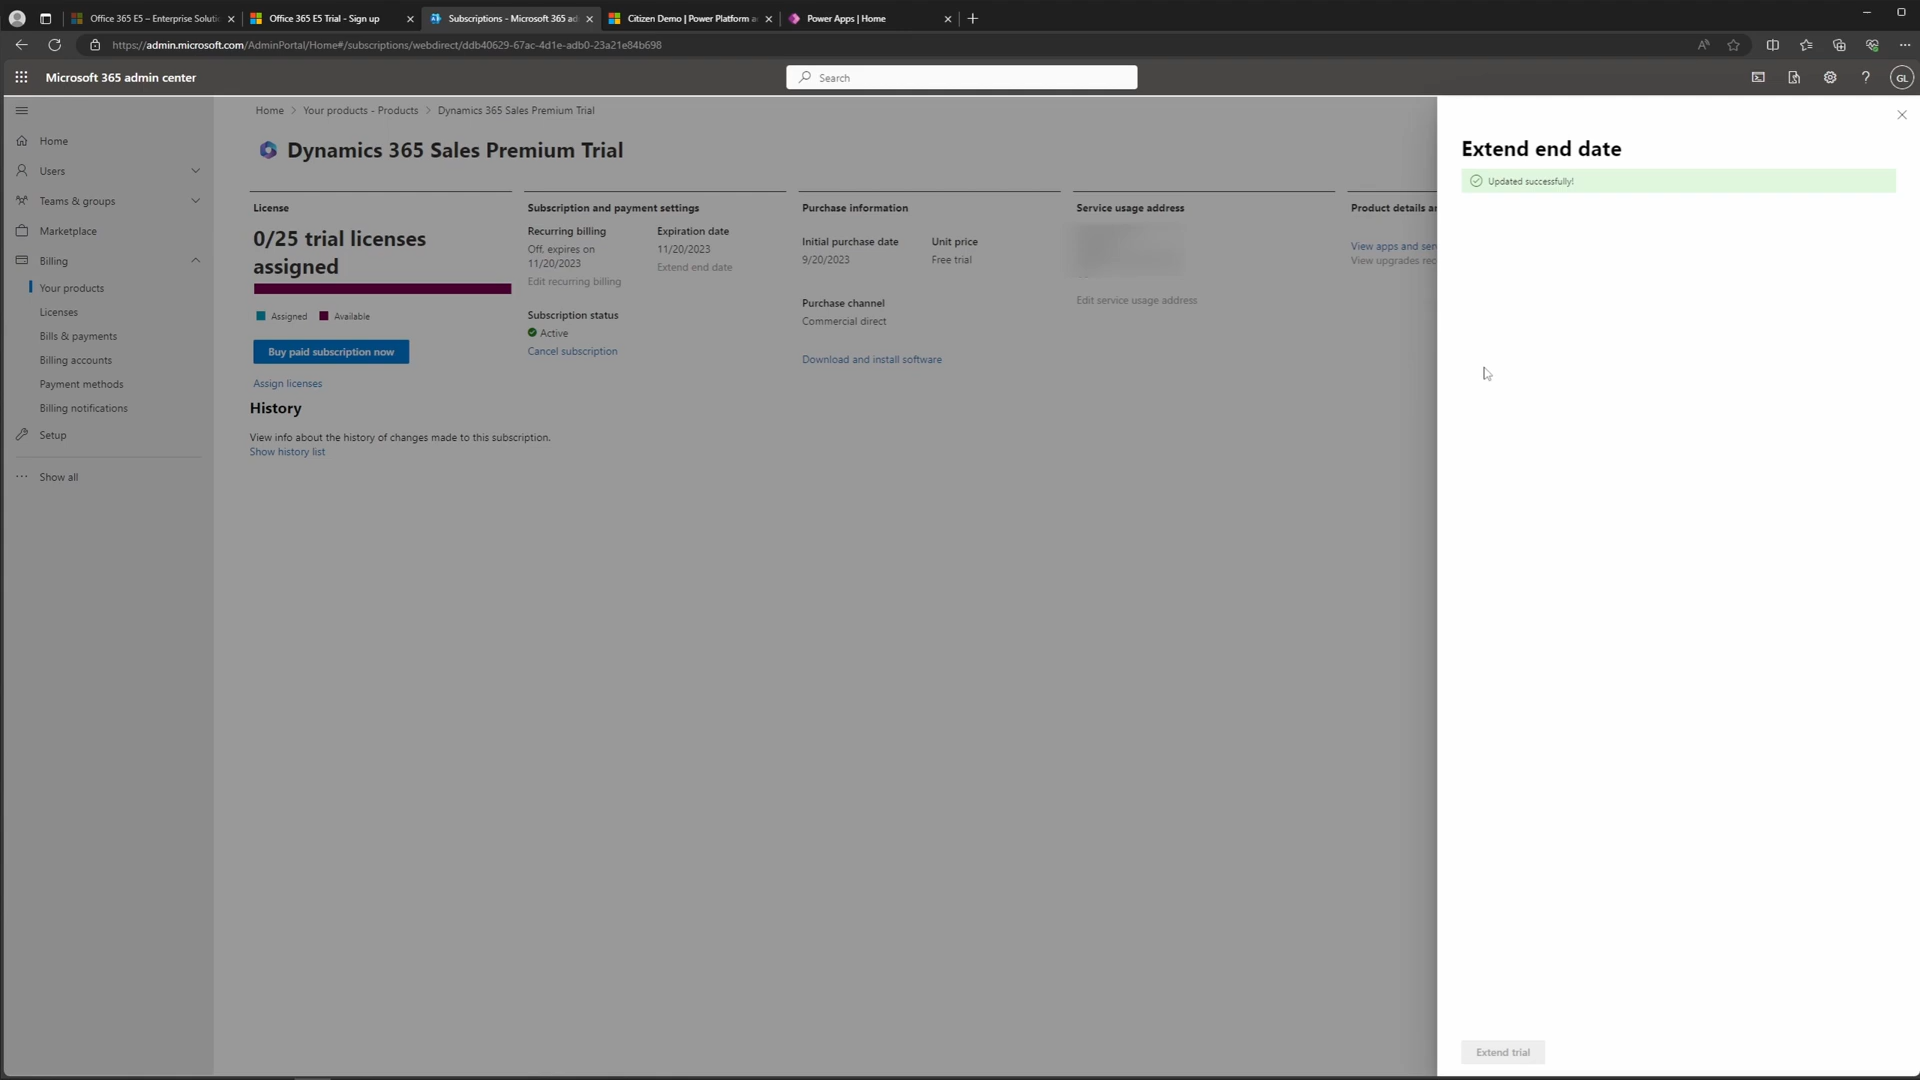 Office 365 E5 – Enterprise Soluti
Office 365 E5 Trial - Sign up
Subscriptions - Microsoft 365 ad
Citizen Demo | Power Platform a
Power Apps | Home
https://admin.microsoft.com/AdminPortal/Home#/subscriptions/webdirect/ddb40629-67ac-4d1e-adb0-23a21e84b698
Microsoft 365 admin center
Search
GL
Home
Users
Teams & groups
Marketplace
Billing
Your products
Licenses
Bills & payments
Billing accounts
Payment methods
Billing notifications
Setup
Show all
Home > Your products - Products > Dynamics 365 Sales Premium Trial
Dynamics 365 Sales Premium Trial
License
0/25 trial licenses
assigned
Assigned Available
Buy paid subscription now
Assign licenses
Subscription and payment settings
Recurring billing
Off, expires on
11/20/2023
Edit recurring billing
Expiration date
11/20/2023
Extend end date
Subscription status
Active
Cancel subscription
Purchase information
Initial purchase date
9/20/2023
Unit price
Free trial
Purchase channel
Commercial direct
Download and install software
Service usage address
Edit service usage address
Product details a
View apps and ser
View upgrades rec
History
View info about the history of changes made to this subscription.
Show history list
Extend end date
Updated successfully!
Extend trial